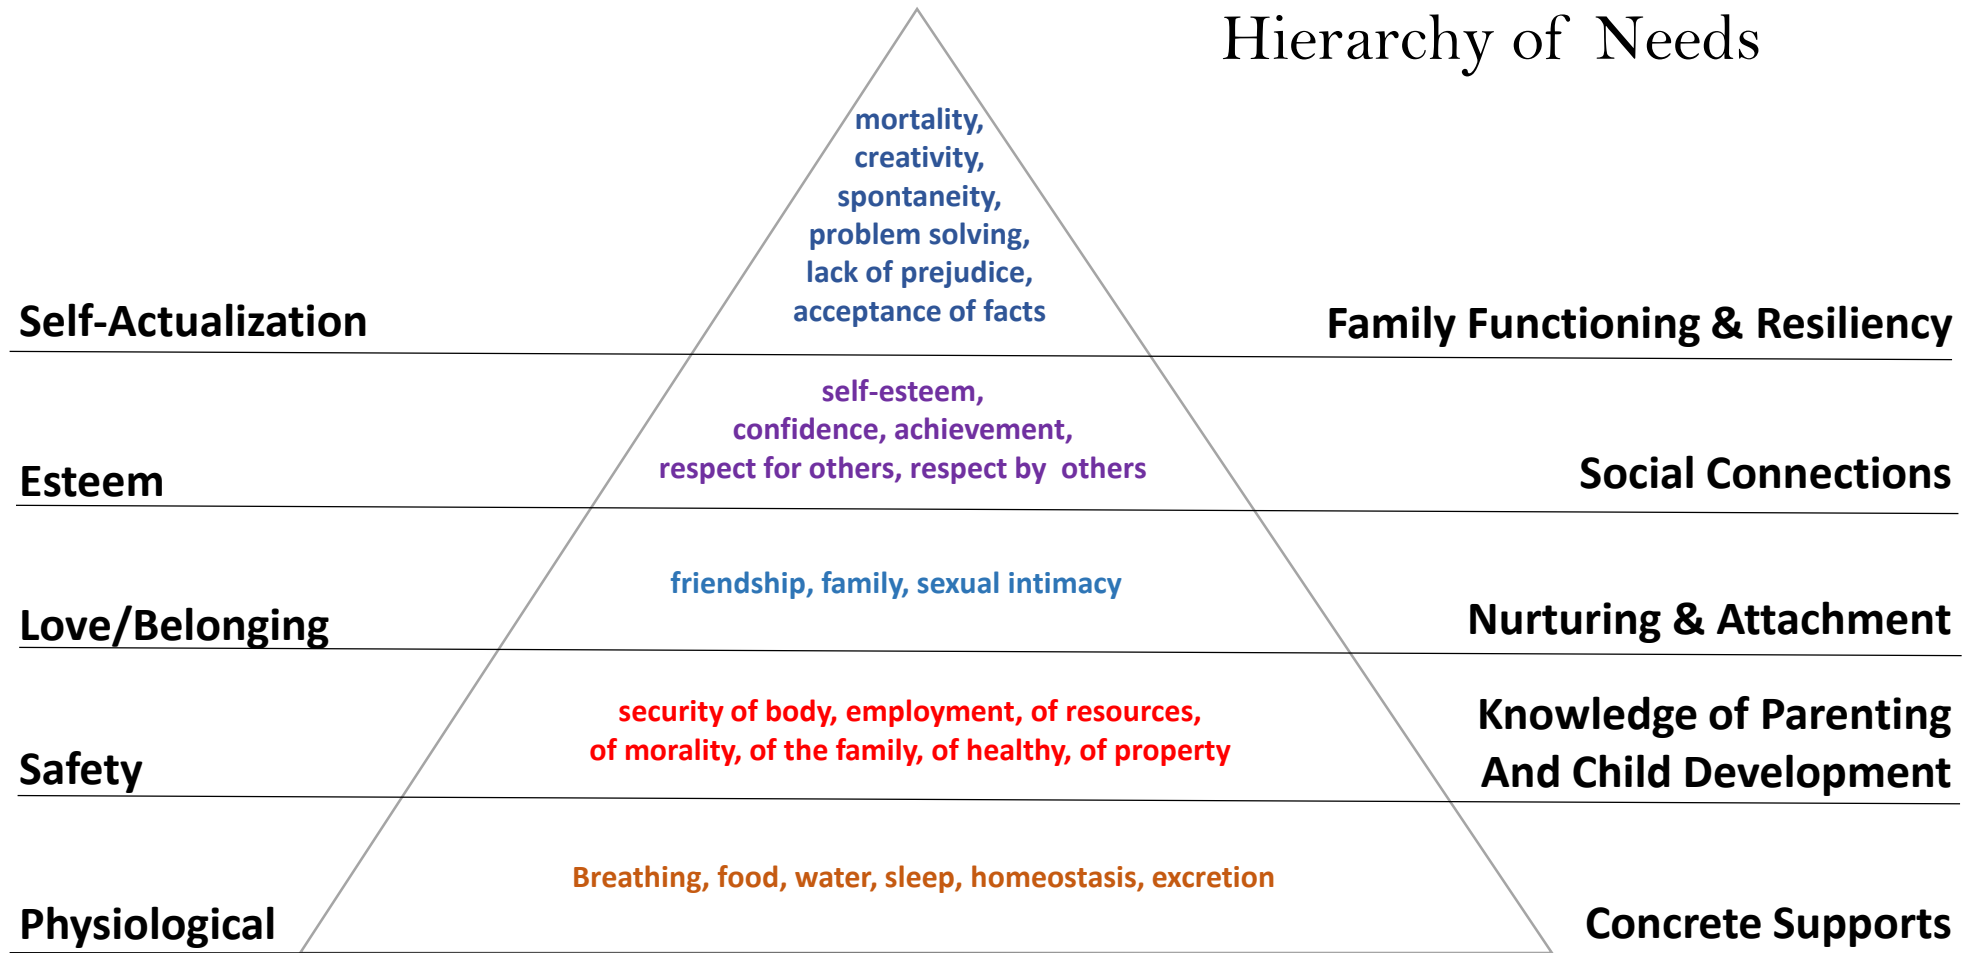 Hierarchy of Needs
mortality,
creativity,
spontaneity,
problem solving,
lack of prejudice,
acceptance of facts
Self-Actualization
Family Functioning & Resiliency
self-esteem,
confidence, achievement,
respect for others, respect by others
Esteem
Social Connections
friendship, family, sexual intimacy
Love/Belonging
Nurturing & Attachment
security of body, employment, of resources,
of morality, of the family, of healthy, of property
Safety
Knowledge of Parenting
And Child Development
Breathing, food, water, sleep, homeostasis, excretion
Physiological
Concrete Supports